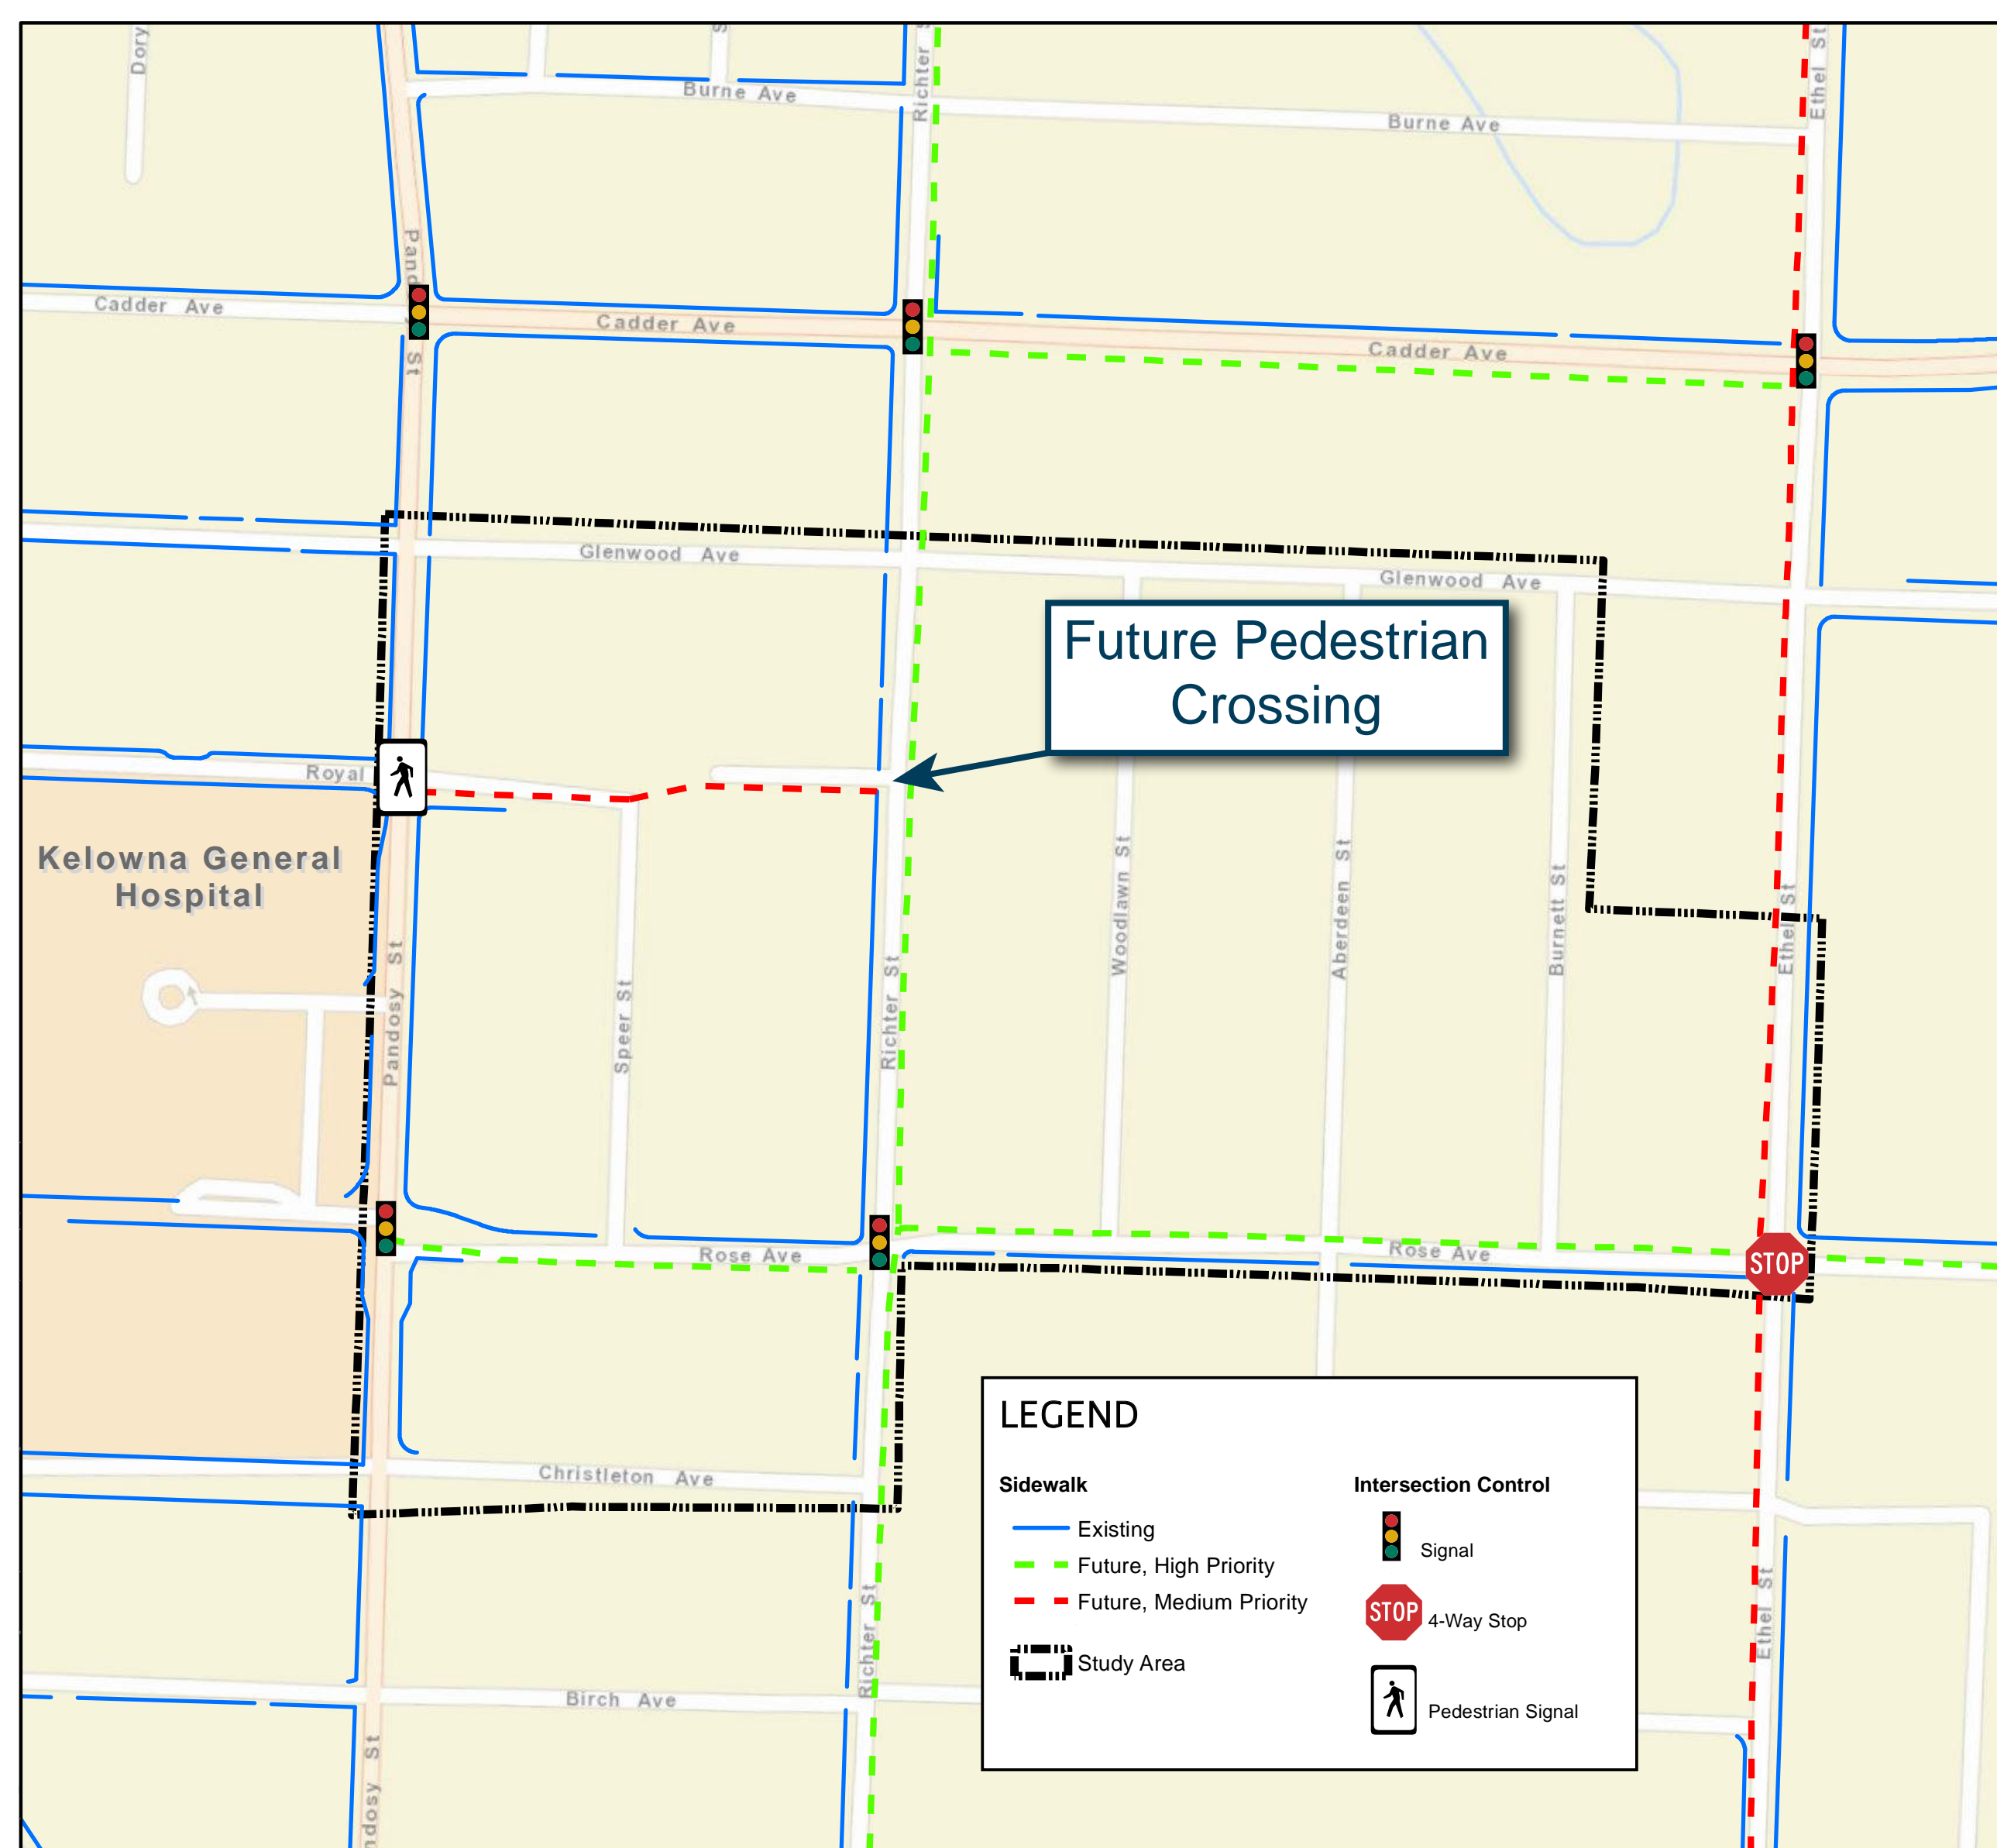 Dory
S
Richter S
Ethel St
Burne Ave
Burne Ave
Pand
y St
Cadder Ave
Cadder Ave
Cadder Ave
Glenwood Ave
Glenwood Ave
Future Pedestrian
Crossing
Royal
Kelowna General
Hospital
Woodlawn St
Aberdeen St
Burnett St
Ethel St
Pandosy St
Speer St
Richter St
Rose Ave
Rose Ave
STOP
LEGEND
Sidewalk
Intersection Control
Existing
Signal
Future, High Priority
Future, Medium Priority
STOP
4-Way Stop
Study Area
Pedestrian Signal
Christleton Ave
Richter St
Ethel St
Birch Ave
ndosy St